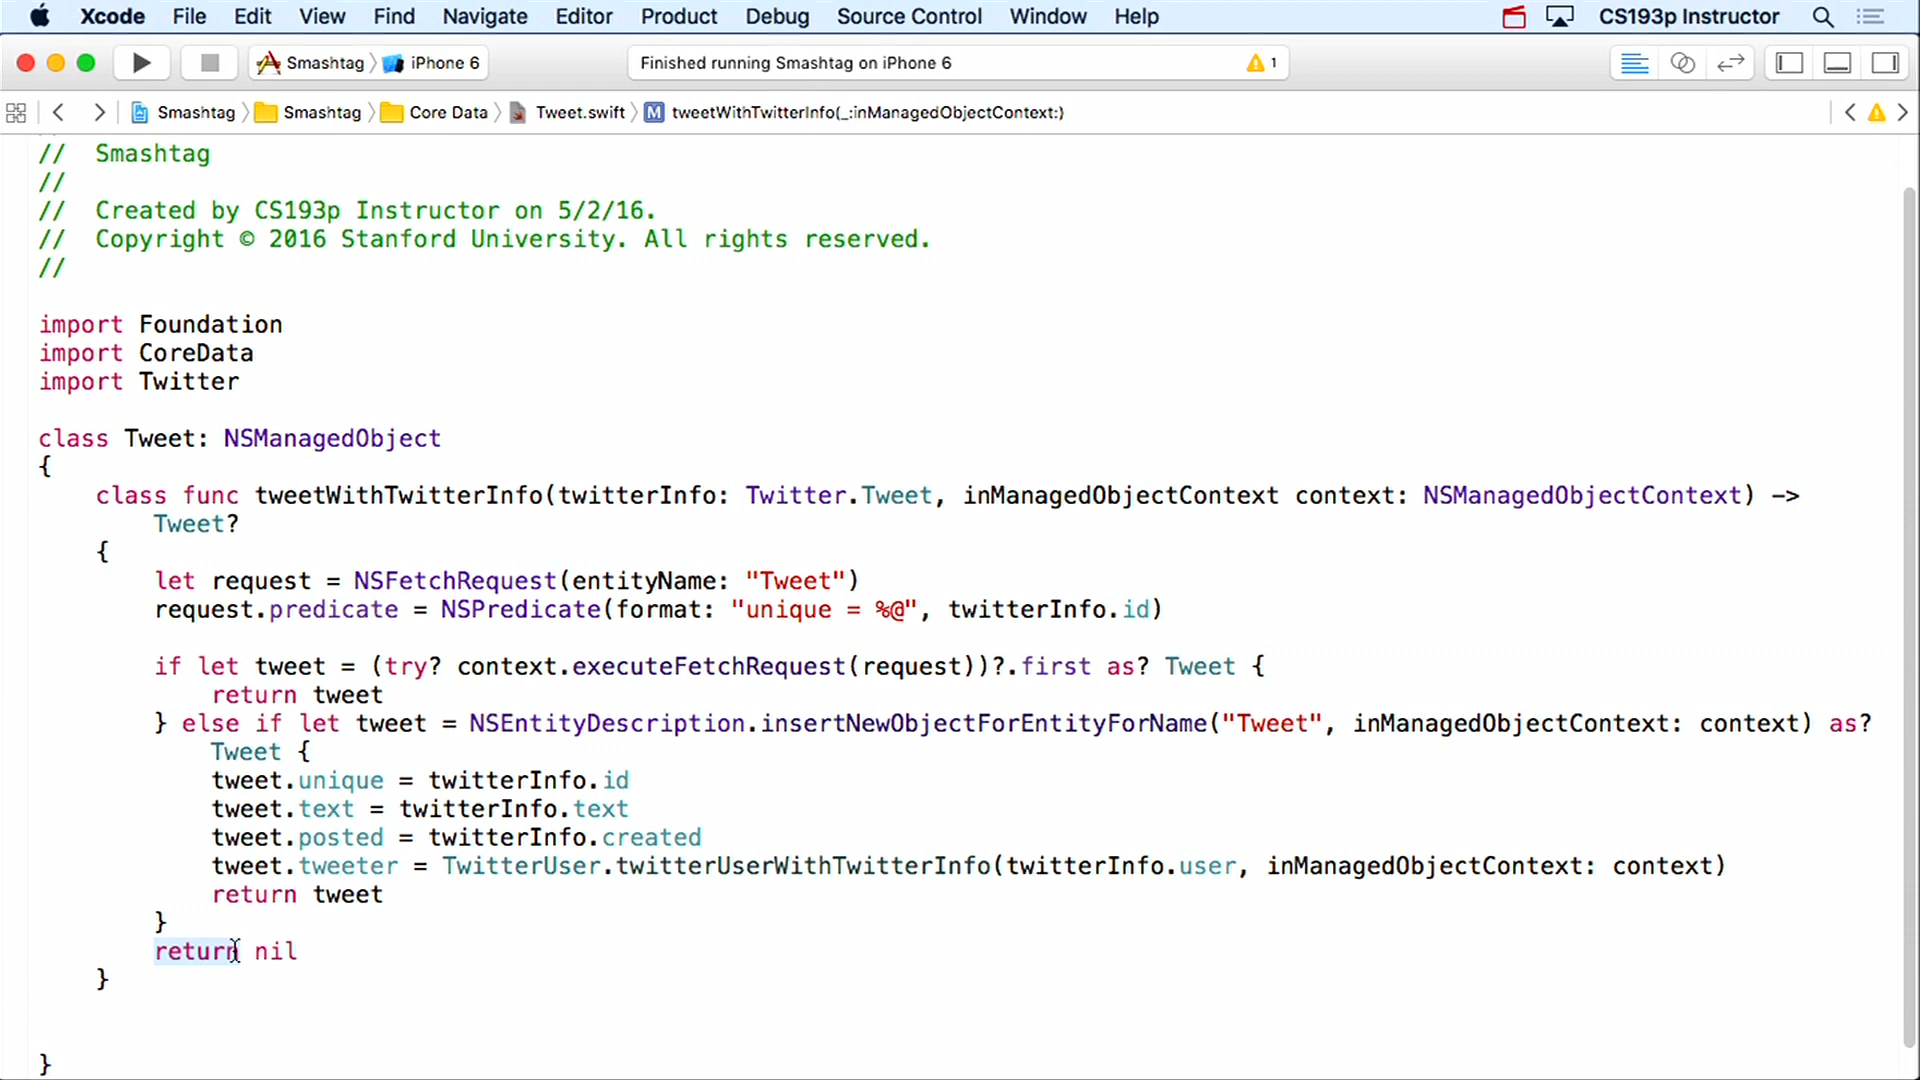 Xcode File Edit View Find Navigate Editor Product Debug Source Control Window Help CS193p Instructor
Smashtag iPhone 6 Finished running Smashtag on iPhone 6 1
Smashtag Smashtag Core Data Tweet.swift M tweetWithTwitterInfo(_:inManagedObjectContext:)
// Smashtag
//
// Created by CS193p Instructor on 5/2/16.
// Copyright © 2016 Stanford University. All rights reserved.
//
import Foundation
import CoreData
import Twitter
class Tweet: NSManagedObject
{
class func tweetWithTwitterInfo(twitterInfo: Twitter.Tweet, inManagedObjectContext context: NSManagedObjectContext) ->
Tweet?
{
let request = NSFetchRequest(entityName: "Tweet")
request.predicate = NSPredicate(format: "unique = %@", twitterInfo.id)
if let tweet = (try? context.executeFetchRequest(request))?.first as? Tweet {
return tweet
} else if let tweet = NSEntityDescription.insertNewObjectForEntityForName("Tweet", inManagedObjectContext: context) as?
Tweet {
tweet.unique = twitterInfo.id
tweet.text = twitterInfo.text
tweet.posted = twitterInfo.created
tweet.tweeter = TwitterUser.twitterUserWithTwitterInfo(twitterInfo.user, inManagedObjectContext: context)
return tweet
}
return nil
}
}